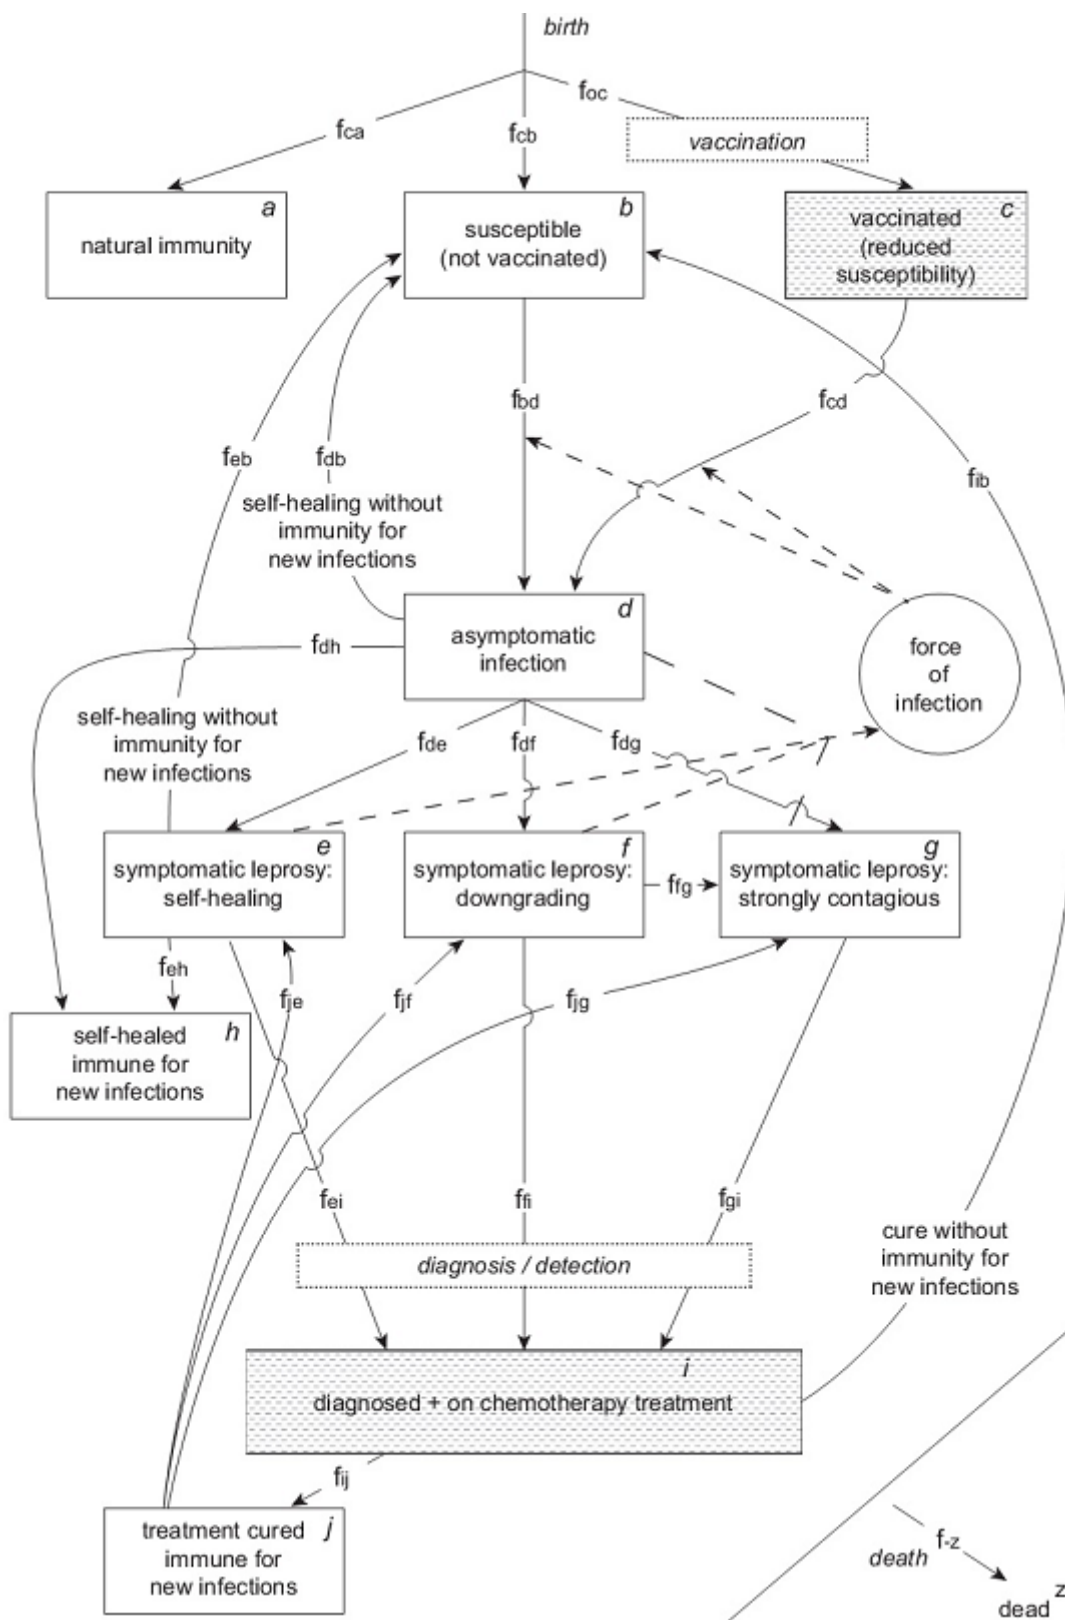 birth
foc
fca
fcb
vaccination
a
natural immunity
b
susceptible
(not vaccinated)
c
vaccinated
(reduced
susceptibility)
fbd
fcd
feb
fdb
fib
self-healing without
immunity for
new infections
d
asymptomatic
infection
fdh
force
of
infection
self-healing without
immunity for
new infections
fde
fdf
fdg
e
symptomatic leprosy:
self-healing
f
symptomatic leprosy:
downgrading
ffg
g
symptomatic leprosy:
strongly contagious
feh
fje
fjf
fjg
h
self-healed
immune for
new infections
fei
ffi
fgi
cure without
immunity for
new infections
diagnosis / detection
i
diagnosed + on chemotherapy treatment
fij
j
treatment cured
immune for
new infections
f-z
death
dead z